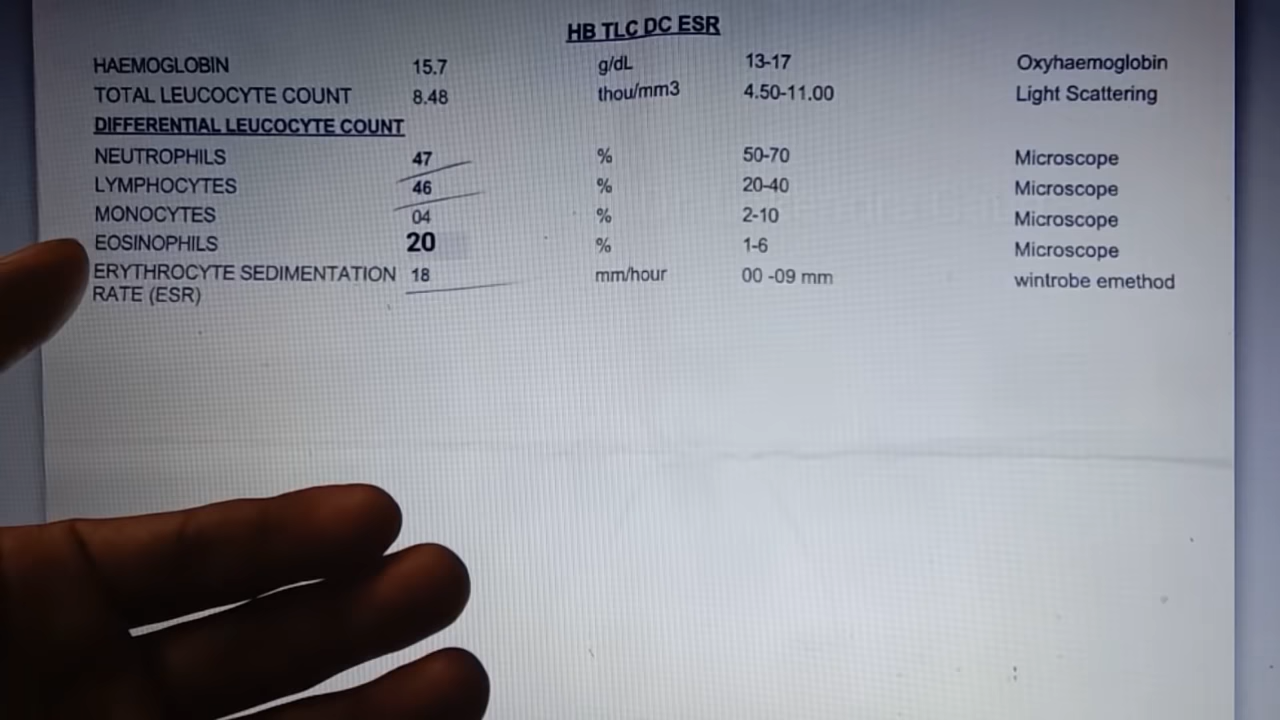 HB TLC DC ESR
HAEMOGLOBIN 15.7 g/dL 13-17 Oxyhaemoglobin
TOTAL LEUCOCYTE COUNT 8.48 thou/mm3 4.50-11.00 Light Scattering
DIFFERENTIAL LEUCOCYTE COUNT
NEUTROPHILS 47 % 50-70 Microscope
LYMPHOCYTES 46 % 20-40 Microscope
MONOCYTES 04 % 2-10 Microscope
EOSINOPHILS 20 % 1-6 Microscope
ERYTHROCYTE SEDIMENTATION 18 mm/hour 00 -09 mm wintrobe emethod
RATE (ESR)